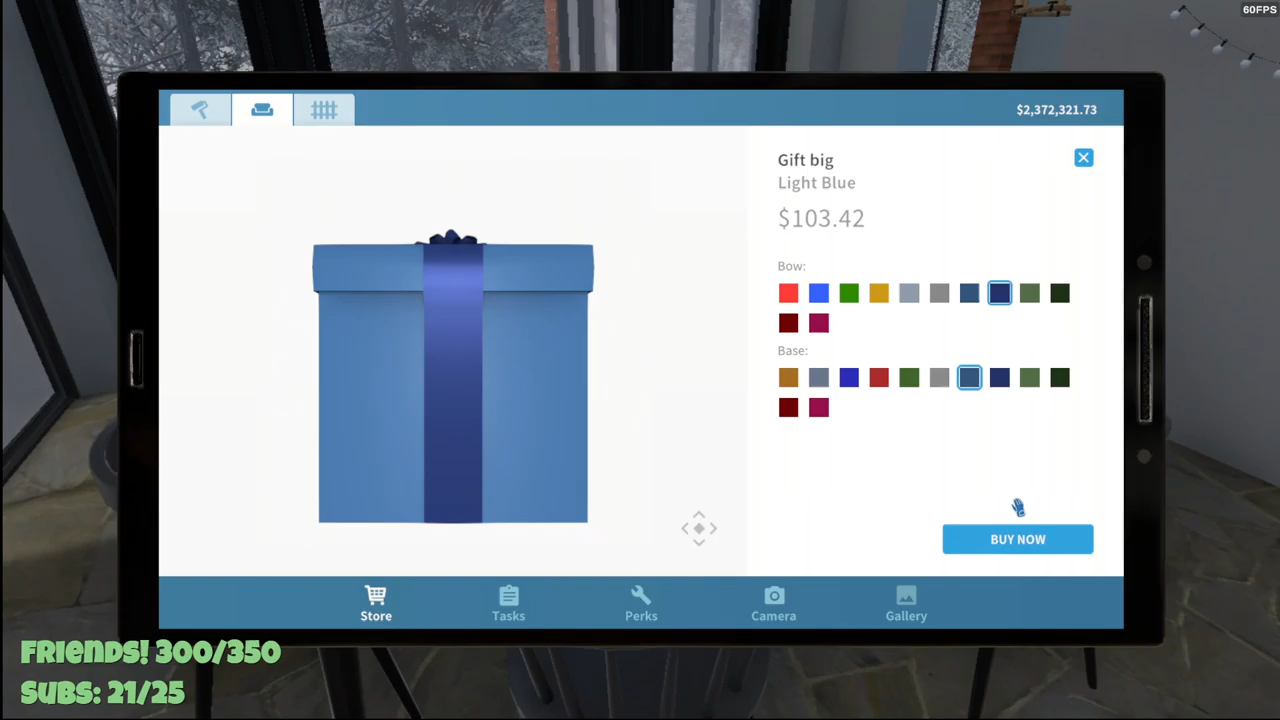 60FPS
$2,372,321.73
Gift big
Light Blue
$103.42
Bow:
Base:
BUY NOW
Store
Tasks
Perks
Camera
Gallery
Friends! 300/350
Subs: 21/25